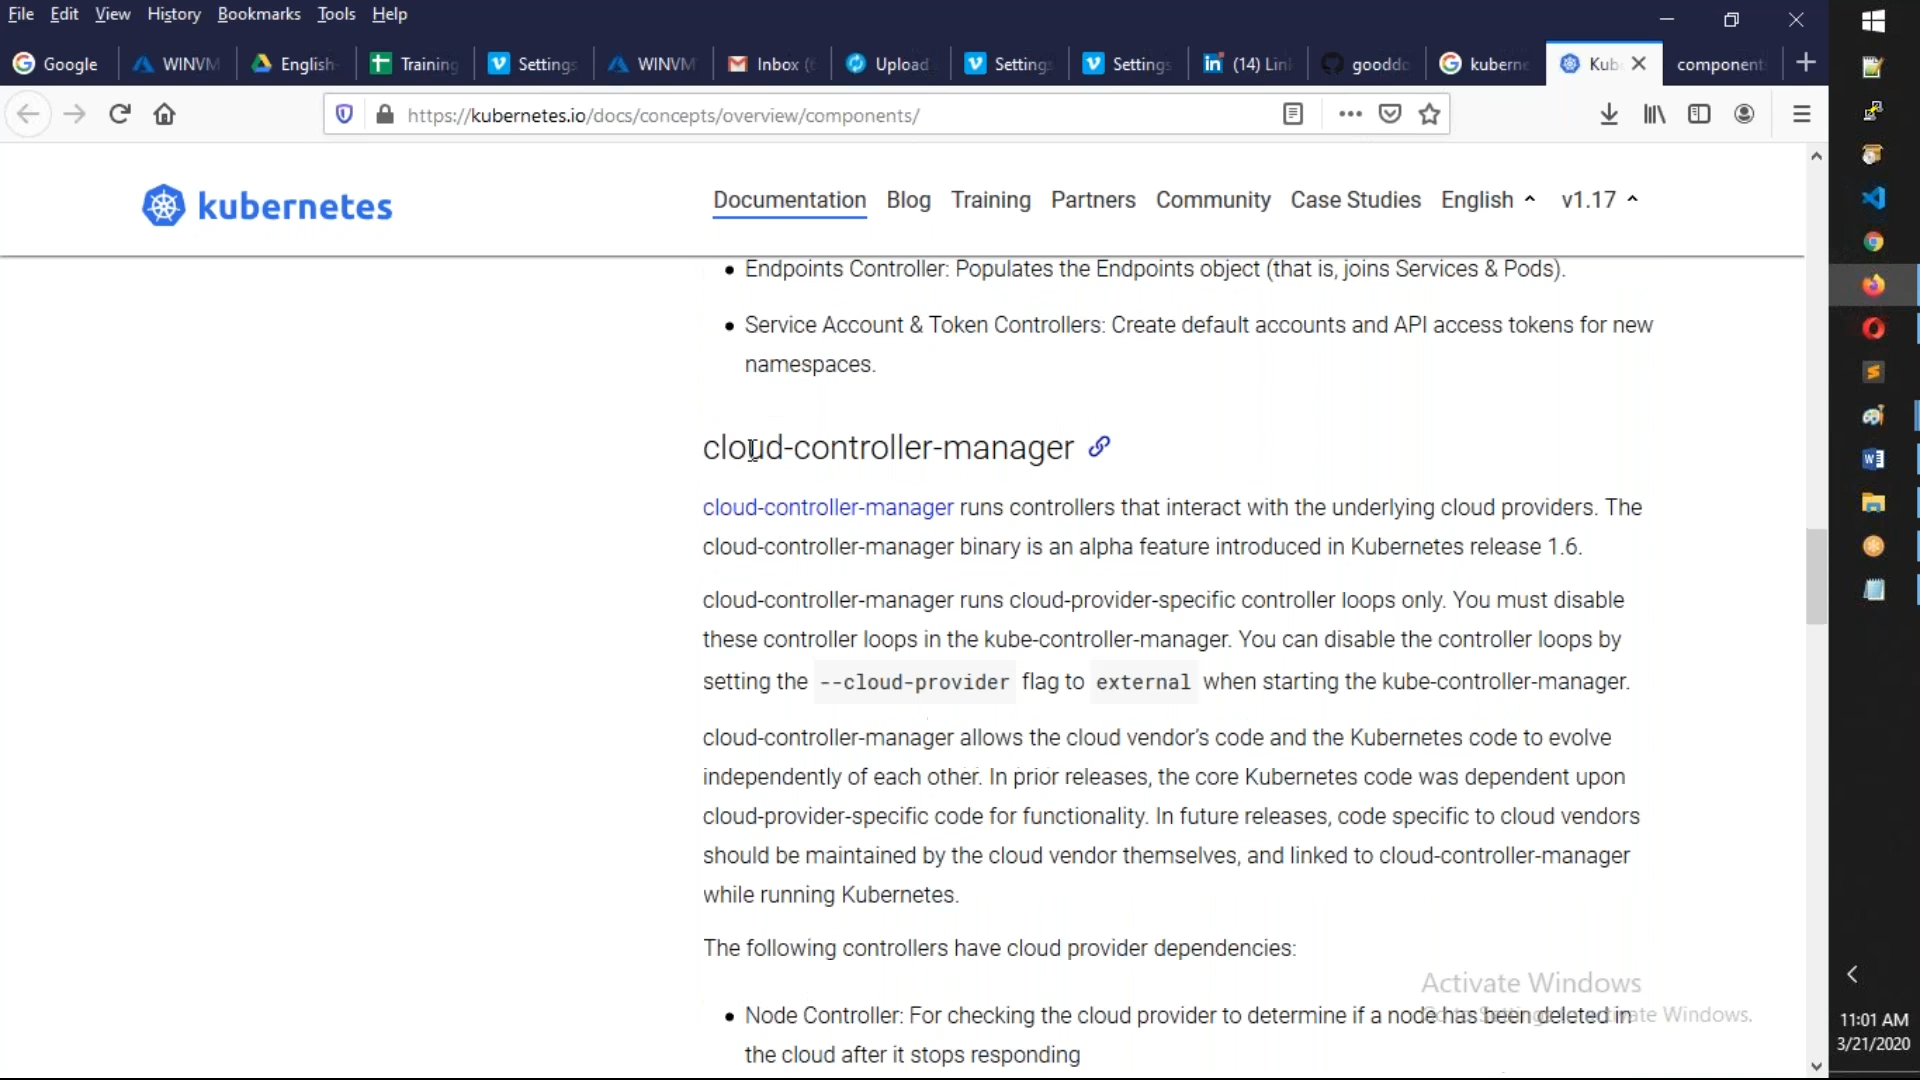 File Edit View History Bookmarks Tools Help
Google WINVM English Training Settings WINVM Inbox Upload Setting Setting (14) Lin kuberne Kub component
https://kubernetes.io/docs/concepts/overview/components/
kubernetes
Documentation Blog Training Partners Community Case Studies English v1.17
• Endpoints Controller: Populates the Endpoints object (that is, joins Services & Pods).
• Service Account & Token Controllers: Create default accounts and API access tokens for new
namespaces.
cloud-controller-manager
cloud-controller-manager runs controllers that interact with the underlying cloud providers. The
cloud-controller-manager binary is an alpha feature introduced in Kubernetes release 1.6.
cloud-controller-manager runs cloud-provider-specific controller loops only. You must disable
these controller loops in the kube-controller-manager. You can disable the controller loops by
setting the --cloud-provider flag to external when starting the kube-controller-manager.
cloud-controller-manager allows the cloud vendor's code and the Kubernetes code to evolve
independently of each other. In prior releases, the core Kubernetes code was dependent upon
cloud-provider-specific code for functionality. In future releases, code specific to cloud vendors
should be maintained by the cloud vendor themselves, and linked to cloud-controller-manager
while running Kubernetes.
The following controllers have cloud provider dependencies:
• Node Controller: For checking the cloud provider to determine if a node has been deleted in
the cloud after it stops responding
Activate Windows
Go to Settings to activate Windows.
11:01 AM
3/21/2020